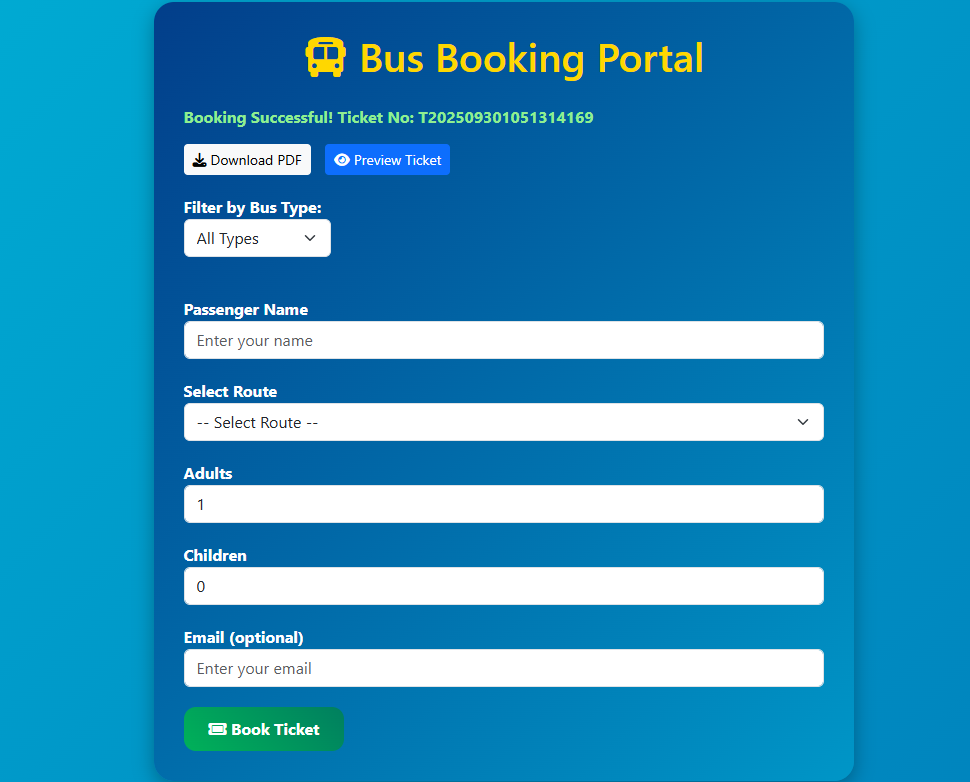 Bus Booking Portal
Booking Successful! Ticket No: T202509301051314169
Download PDF Preview Ticket
Filter by Bus Type:
All Types
Passenger Name
Enter your name
Select Route
-- Select Route --
Adults
1
Children
0
Email (optional)
Enter your email
Book Ticket